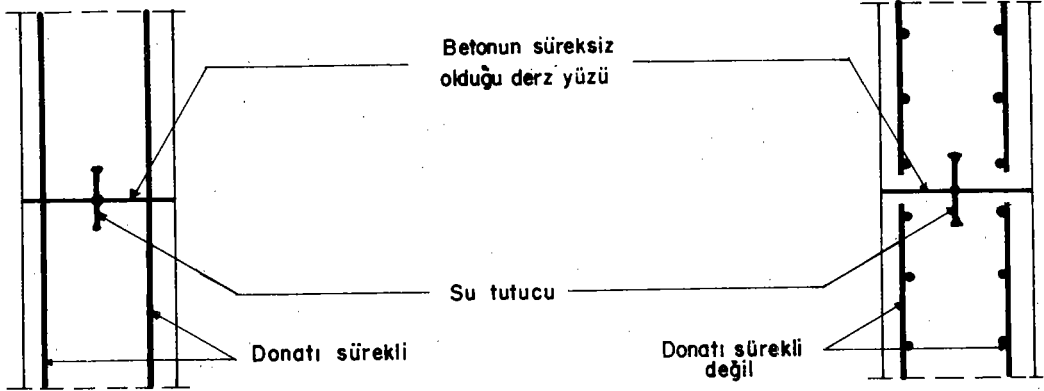 Betonun süreksiz
olduğu derz yüzü
Su tutucu
Donatı sürekli
Donatı sürekli
değil